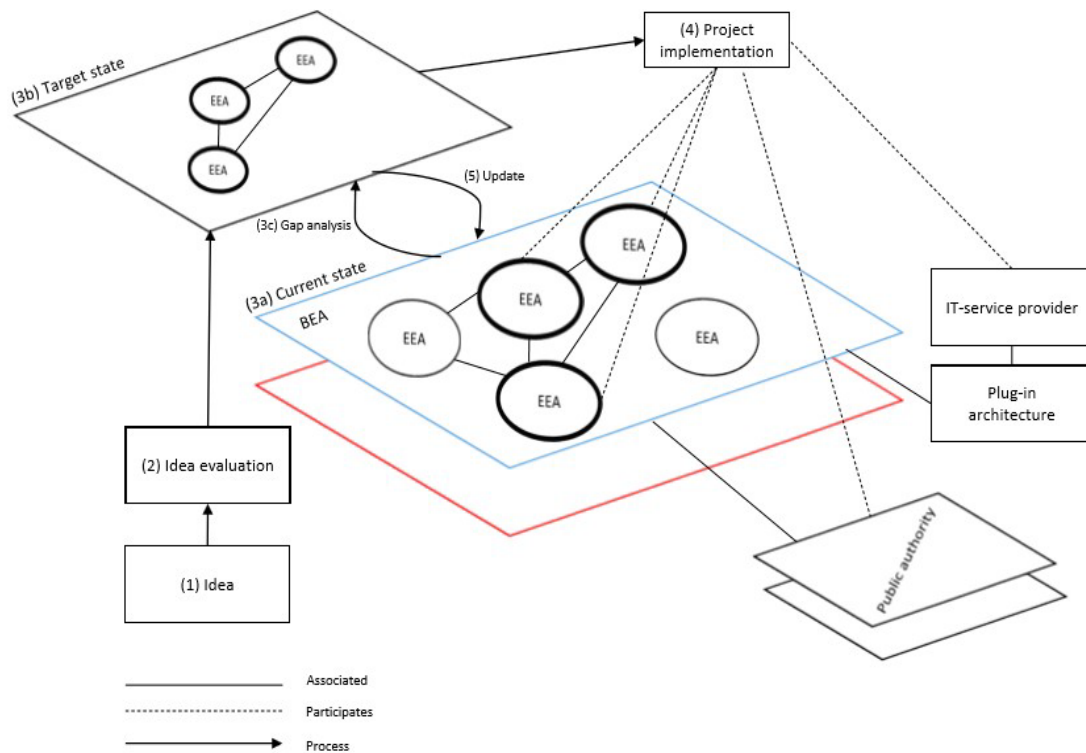 (4) Project
implementation
(3b) Target state
EEA
EEA
EEA
(5) Update
(3c) Gap analysis
(3a) Current state
BEA
EEA
EEA
EEA
EEA
EEA
IT-service provider
Plug-in
architecture
(2) Idea evaluation
(1) Idea
Public authority
Associated
Participates
Process